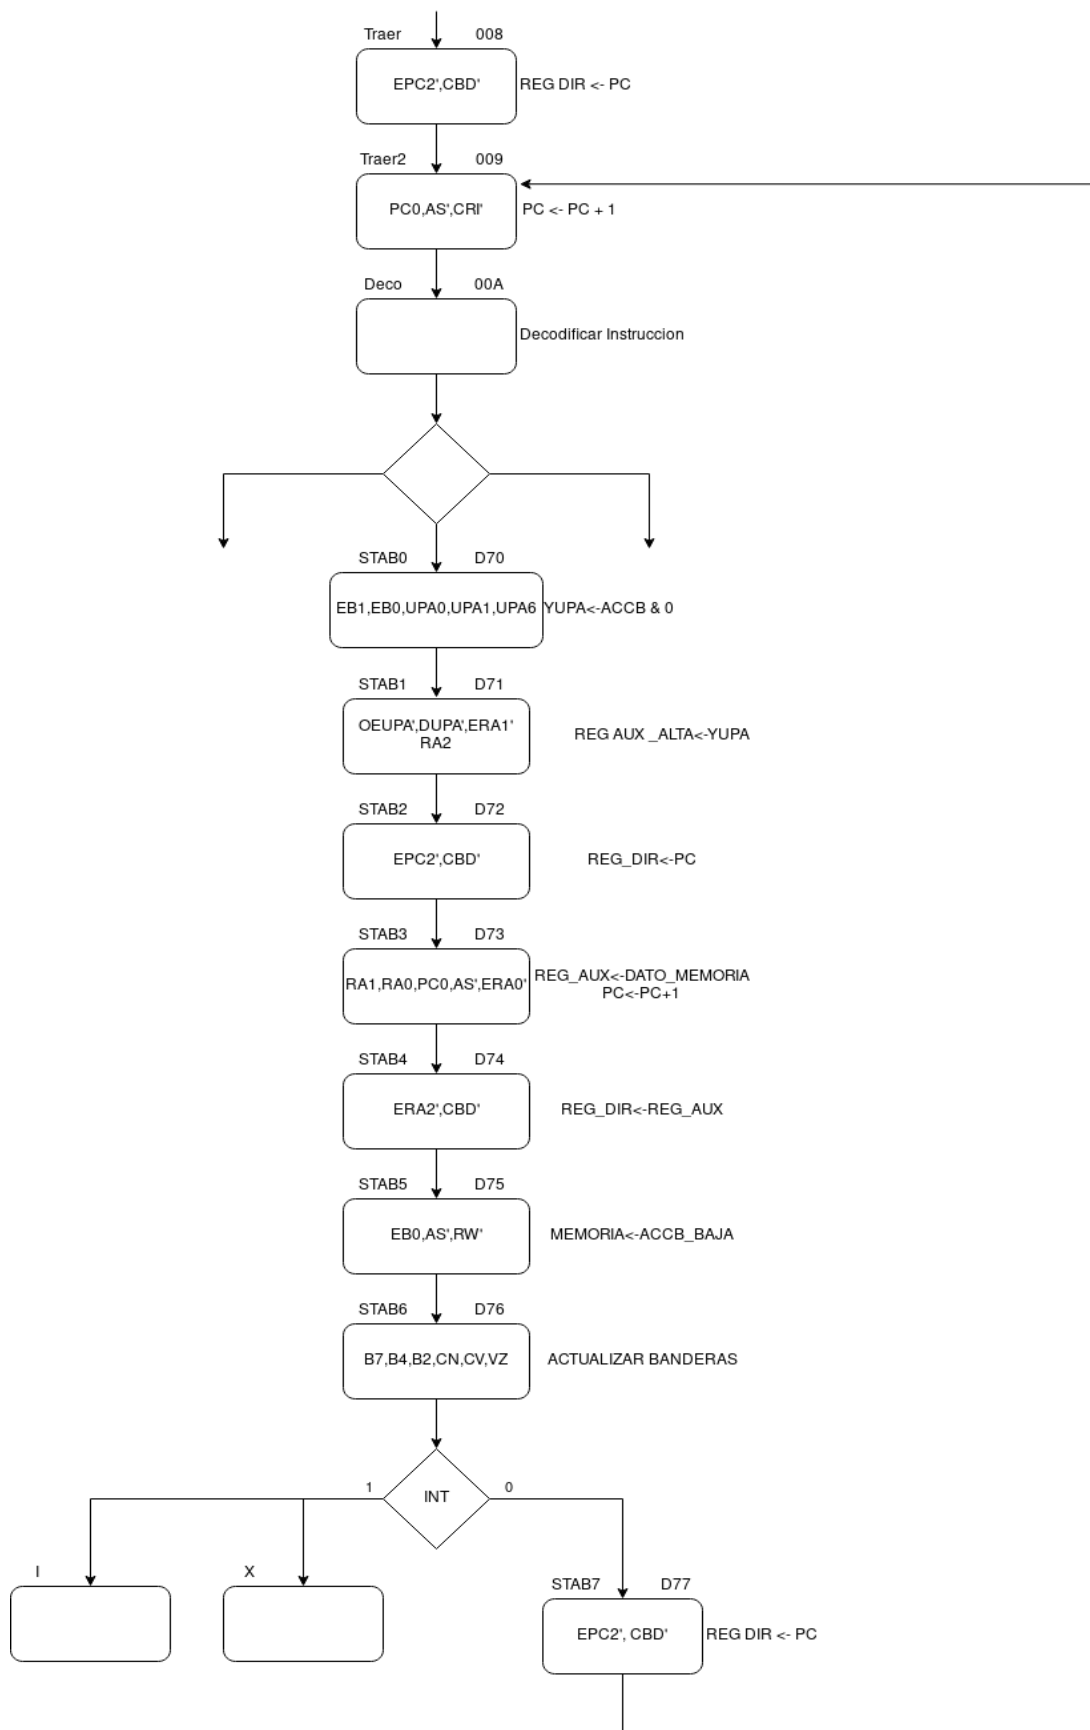 Traer 008
EPC2',CBD' REG DIR <- PC
Traer2 009
PC0,AS',CRI' PC <- PC + 1
Deco 00A
Decodificar Instruccion
STAB0 D70
EB1,EB0,UPA0,UPA1,UPA6 YUPA<-ACCB & 0
STAB1 D71
OEUPA',DUPA',ERA1'
RA2
REG AUX _ALTA<-YUPA
STAB2 D72
EPC2',CBD' REG_DIR<-PC
STAB3 D73
RA1,RA0,PC0,AS',ERA0' REG_AUX<-DATO_MEMORIA
PC<-PC+1
STAB4 D74
ERA2',CBD' REG_DIR<-REG_AUX
STAB5 D75
EB0,AS',RW' MEMORIA<-ACCB_BAJA
STAB6 D76
B7,B4,B2,CN,CV,VZ ACTUALIZAR BANDERAS
1 INT 0
I X
STAB7 D77
EPC2', CBD' REG DIR <- PC